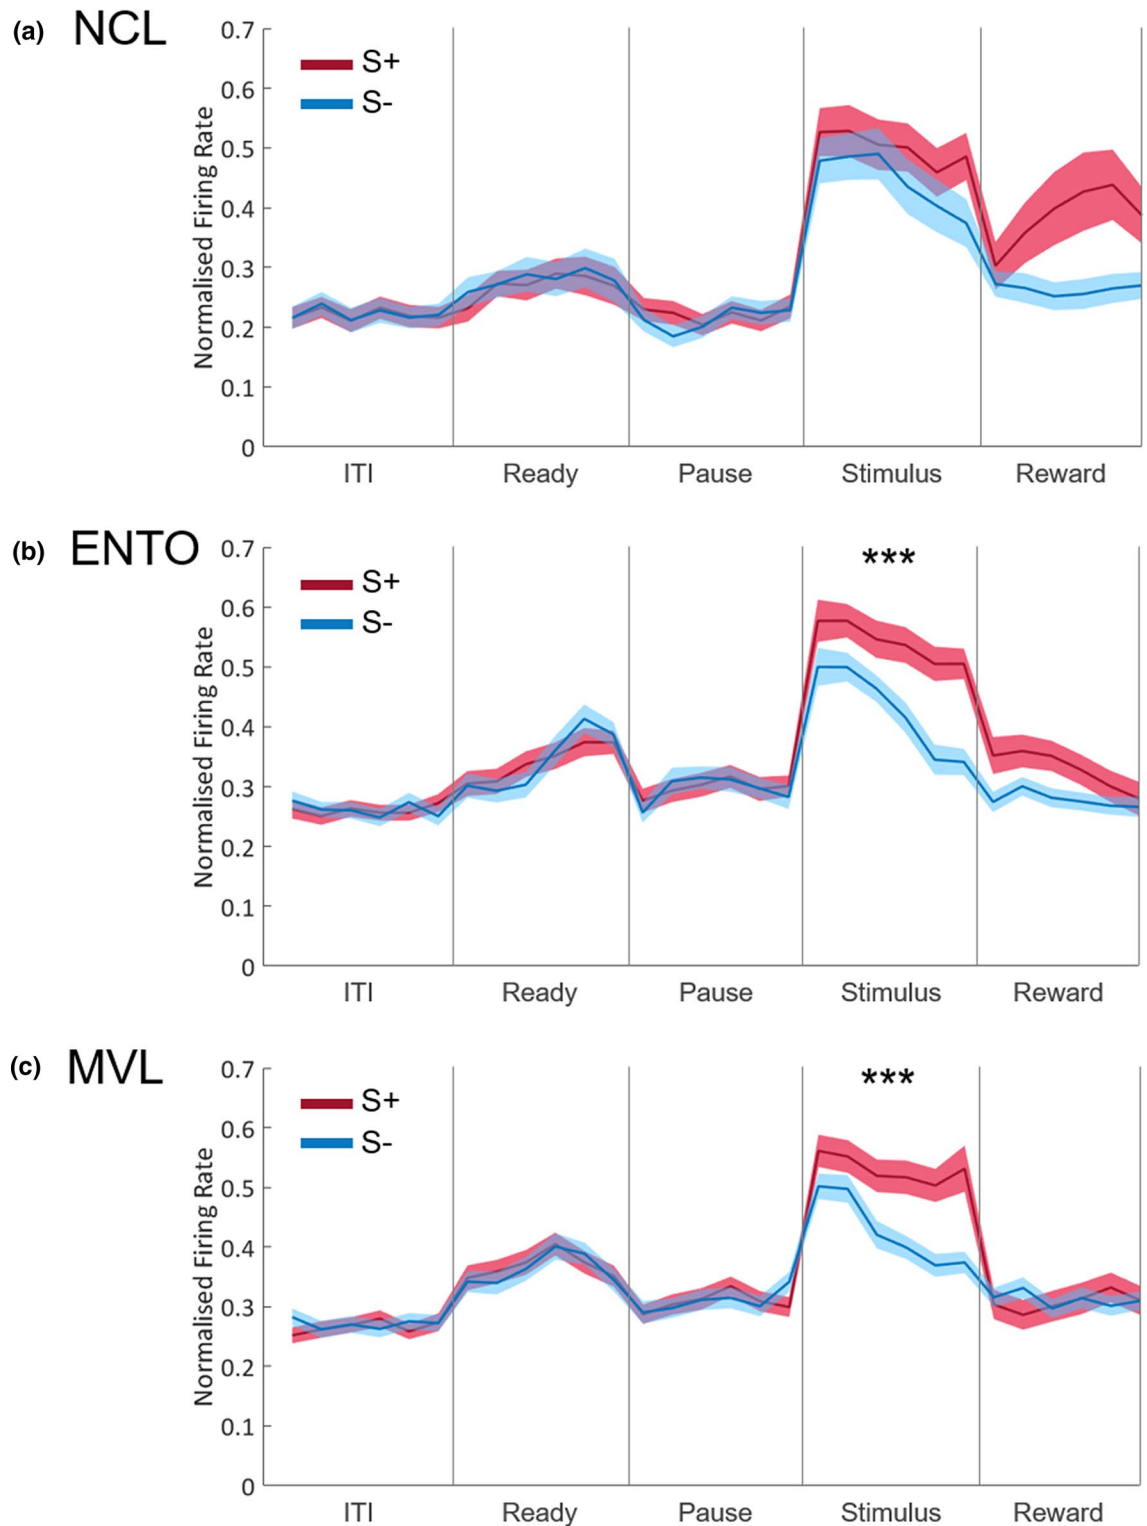 (a) NCL
S+
S-
Normalised Firing Rate
0.7
0.6
0.5
0.4
0.3
0.2
0.1
0
ITI Ready Pause Stimulus Reward
(b) ENTO
S+
S-
***
Normalised Firing Rate
0.7
0.6
0.5
0.4
0.3
0.2
0.1
0
ITI Ready Pause Stimulus Reward
(c) MVL
S+
S-
***
Normalised Firing Rate
0.7
0.6
0.5
0.4
0.3
0.2
0.1
0
ITI Ready Pause Stimulus Reward